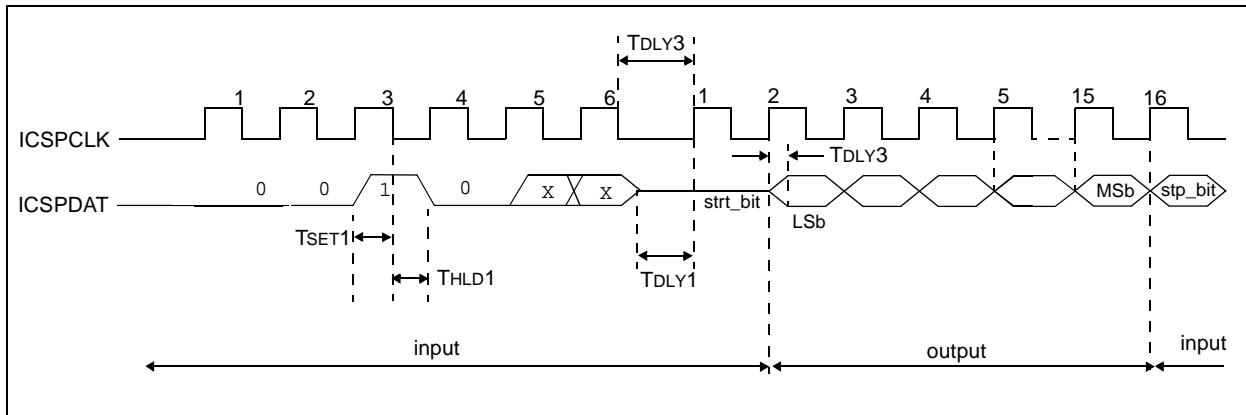 TDLY3
1 2 3 4 5 6 1 2 3 4 5 15 16
ICSPCLK
TDLY3
ICSPDAT
0 0 1 0 x x strt_bit LSb MSb stp_bit
TSET1
THLD1
TDLY1
input output input